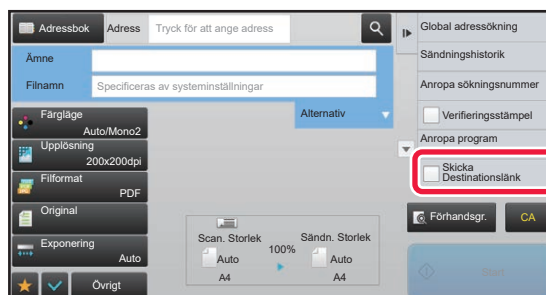 Adressbok
Adress
Tryck för att ange adress
Ämne
Filnamn
Specificeras av systeminställningar
Alternativ
Färgläge
Auto/Mono2
Upplösning
200x200dpi
Filformat
PDF
Original
Exponering
Auto
Övrigt
Scan. Storlek
Auto
A4
100%
Sändn. Storlek
Auto
A4
Global adressökning
Sändningshistorik
Anropa sökningsnummer
Verifieringsstämpel
Anropa program
Skicka
Destinationslänk
Förhandsgr.
CA
Start